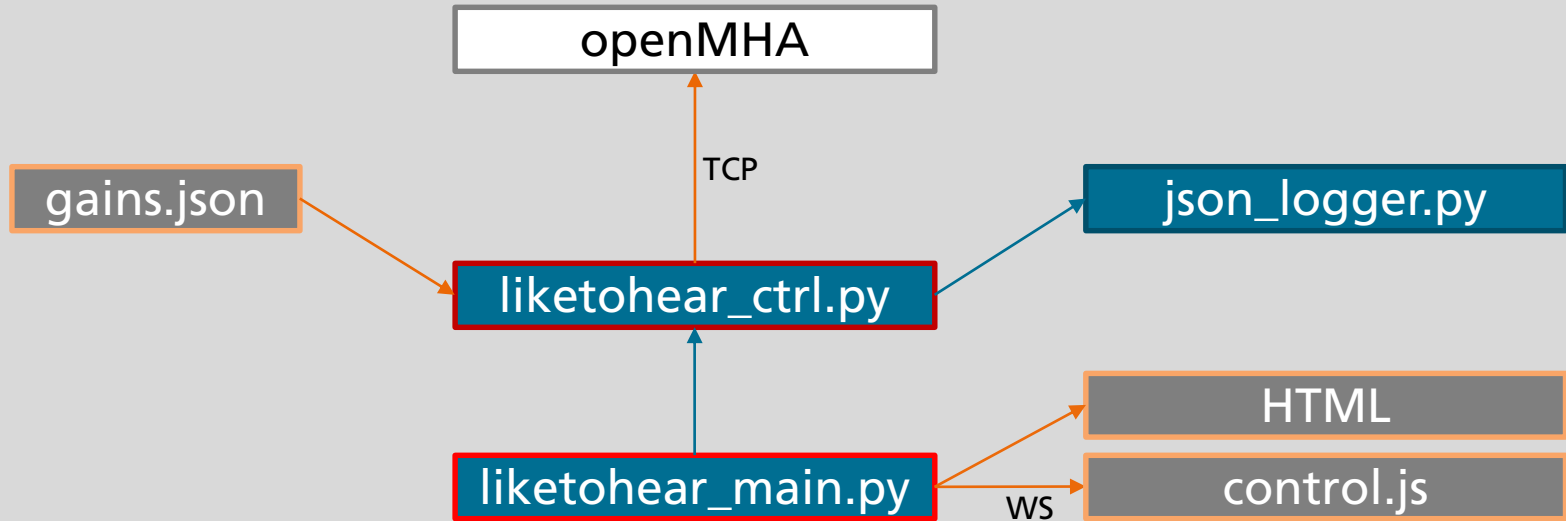 openMHA
TCP
gains.json
json_logger.py
liketohear_ctrl.py
HTML
liketohear_main.py
WS
control.js